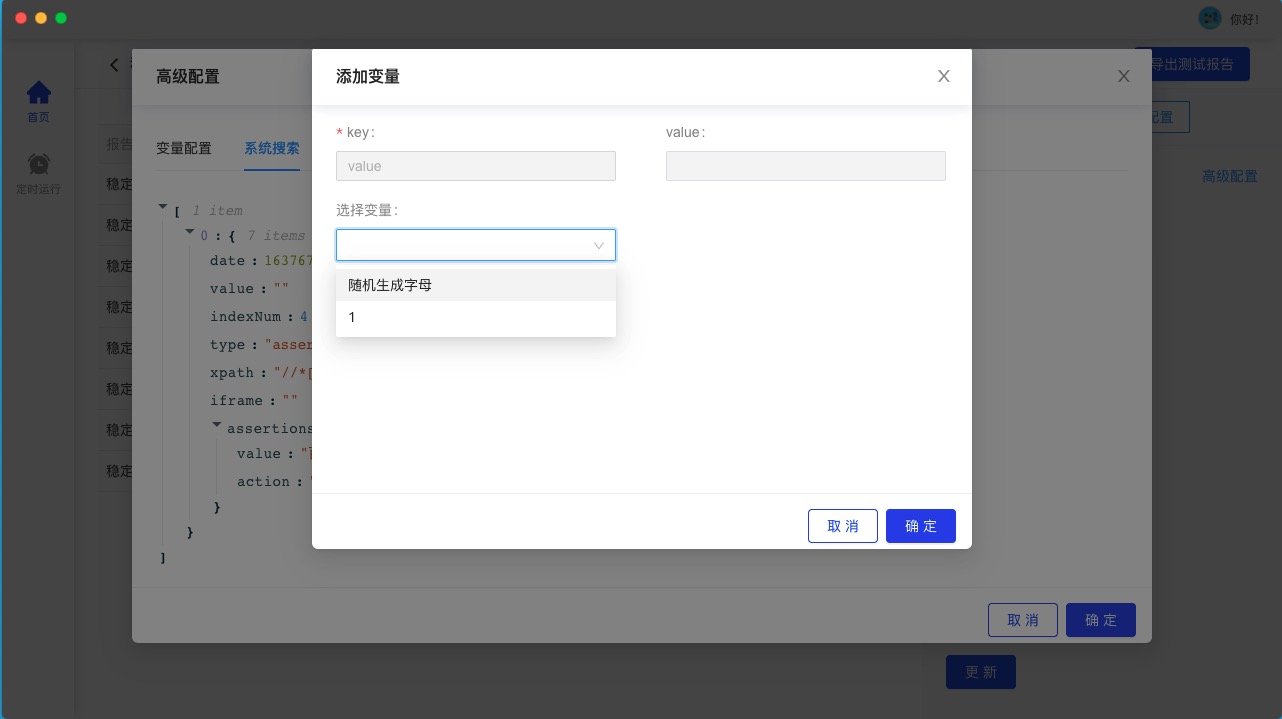 你好!
首页
定时运行
导出测试报告
配置
高级配置
报告
稳定
稳定
稳定
稳定
稳定
稳定
稳定
稳定
高级配置
变量配置 系统搜索
[ 1 item
0 : { 7 items
date : 163767
value : ""
indexNum : 4
type : "asser
xpath : "//*[
iframe : ""
assertions
value : "
action : "
}
}
]
取 消 确 定
更 新
添加变量
* key: value:
value
选择变量:
随机生成字母
1
取 消 确 定